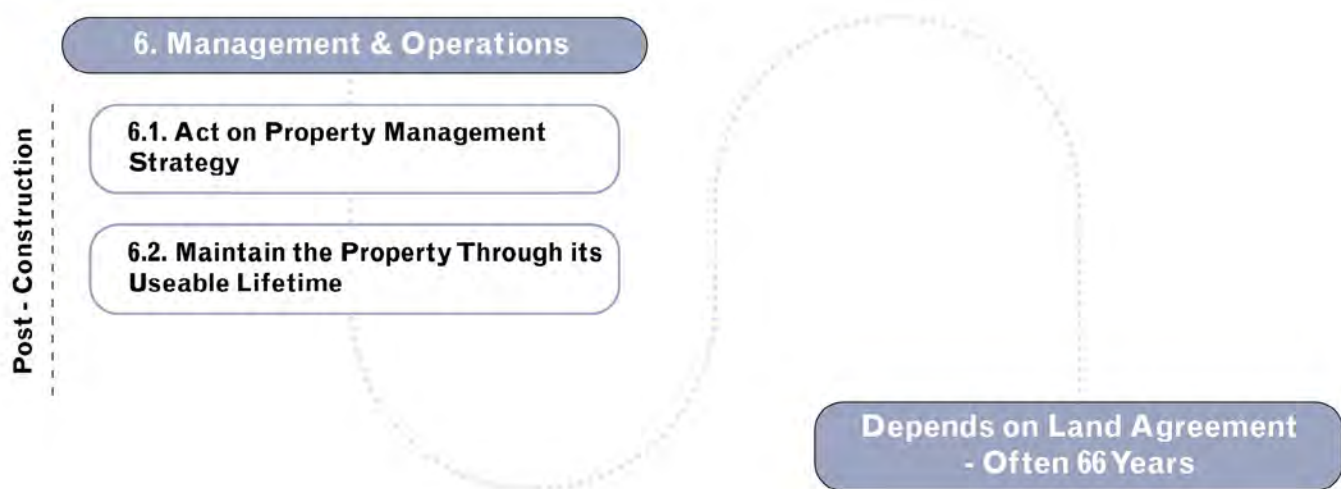 6. Management & Operations
Post - Construction
6.1. Act on Property Management
Strategy
6.2. Maintain the Property Through its
Useable Lifetime
Depends on Land Agreement
- Often 66 Years